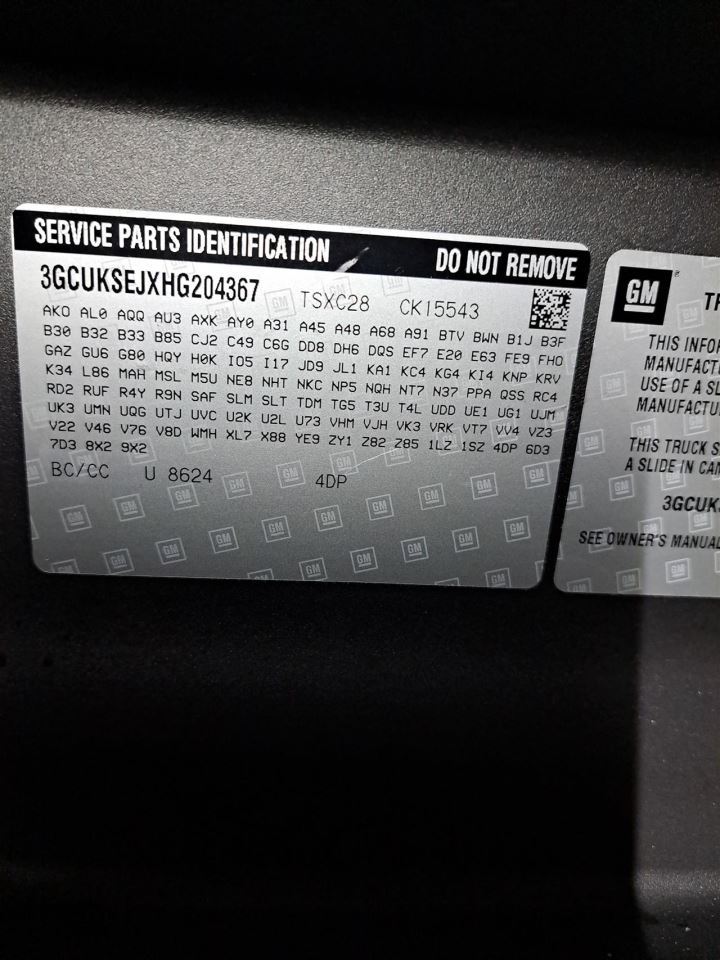 SERVICE PARTS IDENTIFICATION DO NOT REMOVE
3GCUKSEJXHG204367 TSXC28 CK15543
AKO AL0 AQQ AU3 AXK AY0 A31 A45 A48 A68 A91 BTV BWN B1J B3F
B30 B32 B33 B85 CJ2 C49 C6G DD8 DH6 DQS EF7 E20 E63 FE9 FHO
GAZ GU6 G80 HQY H0K IO5 I17 JD9 JL1 KA1 KC4 KG4 KI4 KNP KRV
K34 L86 MAH MSL M5U NE8 NHT NKC NP5 NQH NT7 N37 PPA QSS RC4
RD2 RUF R4Y R9N SAF SLM SLT TDM TG5 T3U T4L UDD UE1 UG1 UJM
UK3 UMN UQG UTJ UVC U2K U2L U73 VHM VJH VK3 VRK VT7 VV4 VZ3
V22 V46 V76 V8D WMH XL7 X88 YE9 ZY1 Z82 Z85 1LZ 1SZ 4DP 6D3
7D3 8X2 9X2
BC/CC U 8624 4DP
GM
THIS INFOR
MANUFACT
USE OF A SL
MANUFACTU
THIS TRUCK S
A SLIDE IN CAM
3GCUK
SEE OWNER'S MANUAL